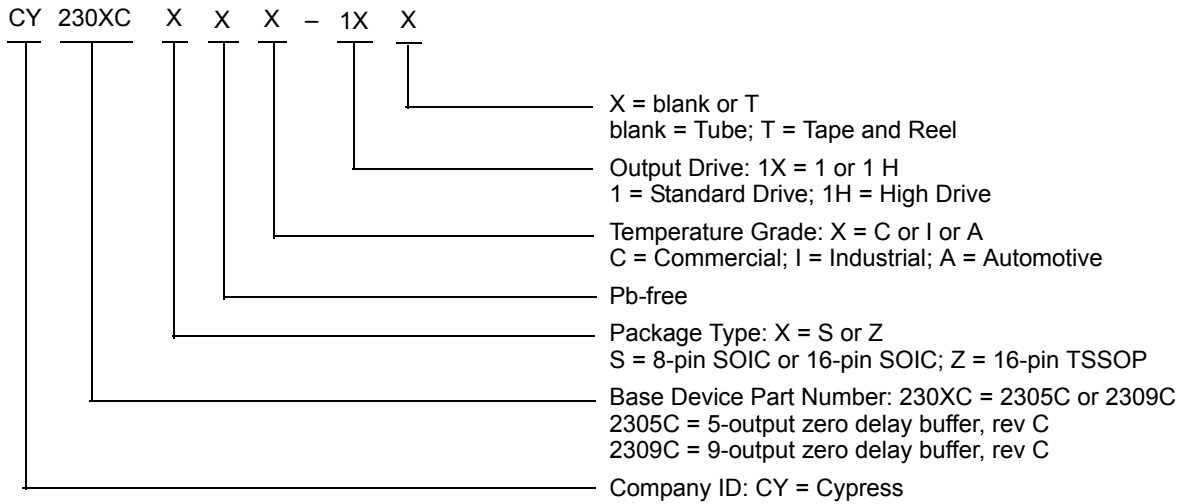 CY 230XC X X X – 1X X
X = blank or T
blank = Tube; T = Tape and Reel
Output Drive: 1X = 1 or 1 H
1 = Standard Drive; 1H = High Drive
Temperature Grade: X = C or I or A
C = Commercial; I = Industrial; A = Automotive
Pb-free
Package Type: X = S or Z
S = 8-pin SOIC or 16-pin SOIC; Z = 16-pin TSSOP
Base Device Part Number: 230XC = 2305C or 2309C
2305C = 5-output zero delay buffer, rev C
2309C = 9-output zero delay buffer, rev C
Company ID: CY = Cypress